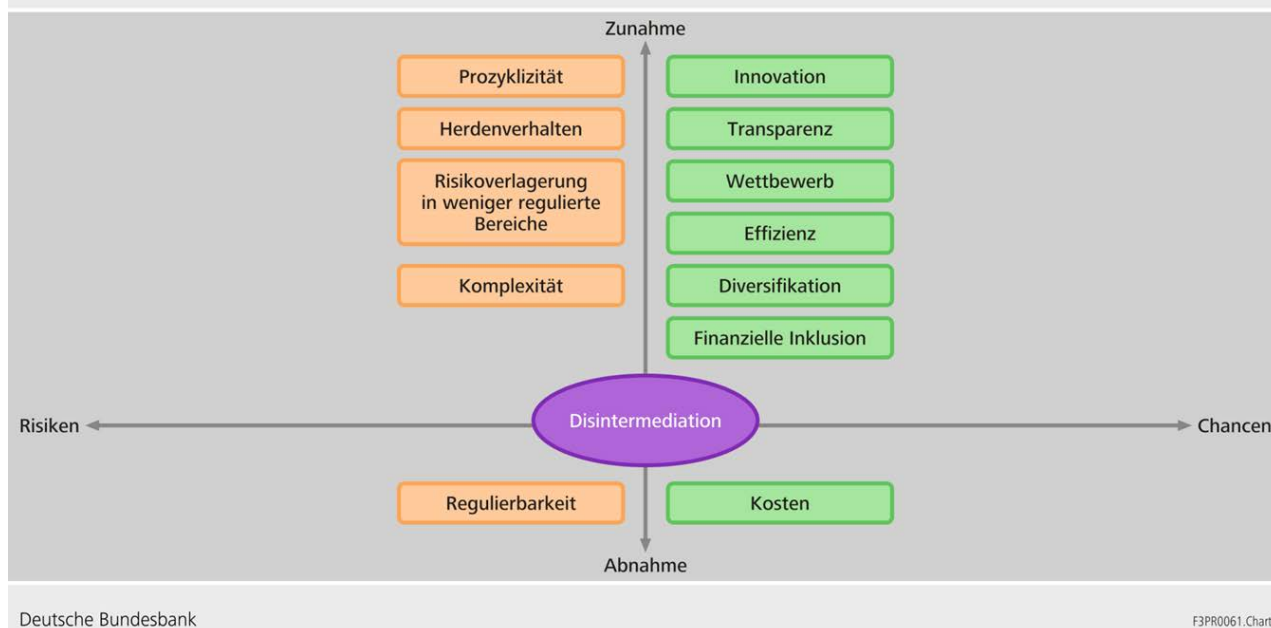 Zunahme
Prozyklizität
Innovation
Herdenverhalten
Transparenz
Risikoverlagerung
in weniger regulierte
Bereiche
Wettbewerb
Effizienz
Komplexität
Diversifikation
Finanzielle Inklusion
Risiken
Disintermediation
Chancen
Regulierbarkeit
Kosten
Abnahme
Deutsche Bundesbank
F3PR0061.Chart